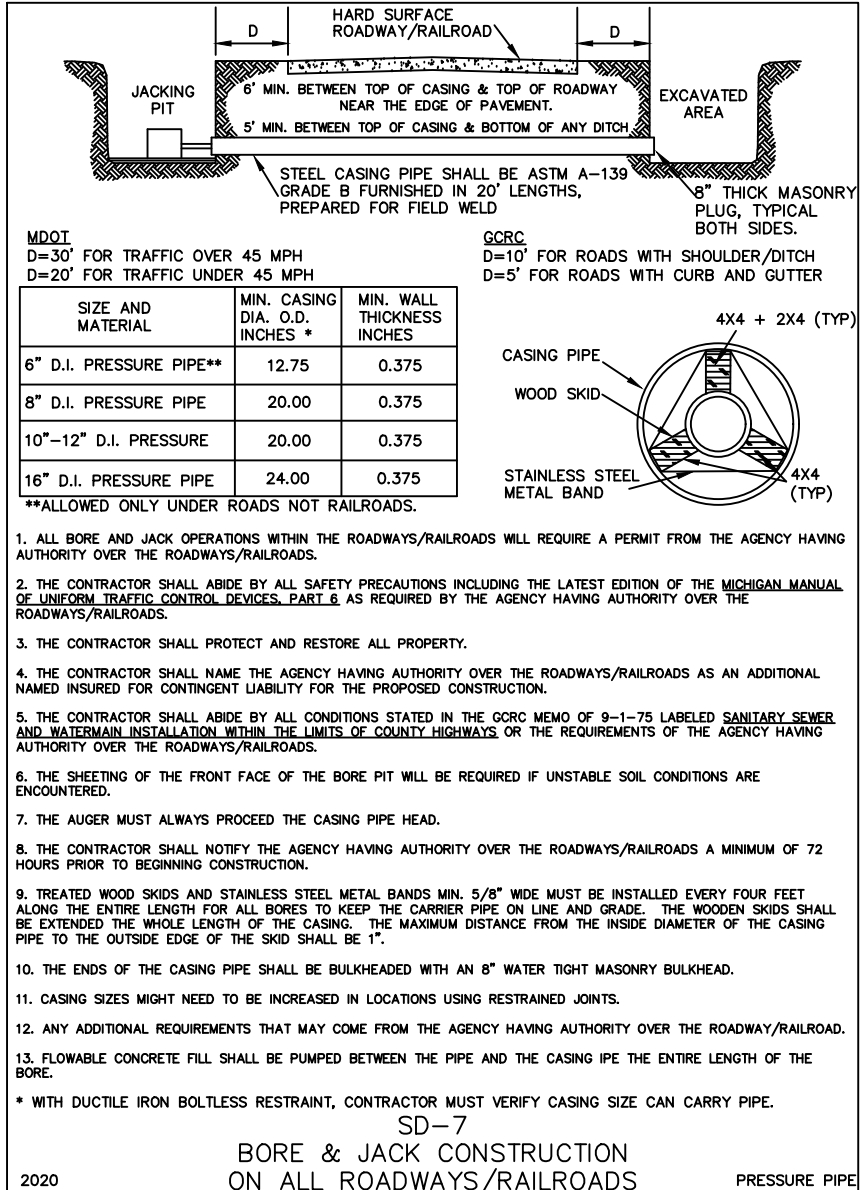 HARD SURFACE
ROADWAY/RAILROAD
D
D
JACKING
PIT
6' MIN. BETWEEN TOP OF CASING & TOP OF ROADWAY
NEAR THE EDGE OF PAVEMENT.
EXCAVATED
AREA
5' MIN. BETWEEN TOP OF CASING & BOTTOM OF ANY DITCH
STEEL CASING PIPE SHALL BE ASTM A-139
GRADE B FURNISHED IN 20' LENGTHS,
PREPARED FOR FIELD WELD
8" THICK MASONRY
PLUG, TYPICAL
BOTH SIDES.
MDOT
D=30' FOR TRAFFIC OVER 45 MPH
D=20' FOR TRAFFIC UNDER 45 MPH
GCRC
D=10' FOR ROADS WITH SHOULDER/DITCH
D=5' FOR ROADS WITH CURB AND GUTTER
SIZE AND
MATERIAL
MIN. CASING
DIA. O.D.
INCHES *
MIN. WALL
THICKNESS
INCHES
6" D.I. PRESSURE PIPE** 12.75 0.375
8" D.I. PRESSURE PIPE 20.00 0.375
10"-12" D.I. PRESSURE 20.00 0.375
16" D.I. PRESSURE PIPE 24.00 0.375
**ALLOWED ONLY UNDER ROADS NOT RAILROADS.
4X4 + 2X4 (TYP)
CASING PIPE
WOOD SKID
STAINLESS STEEL
METAL BAND
4X4
(TYP)
1. ALL BORE AND JACK OPERATIONS WITHIN THE ROADWAYS/RAILROADS WILL REQUIRE A PERMIT FROM THE AGENCY HAVING
AUTHORITY OVER THE ROADWAYS/RAILROADS.
2. THE CONTRACTOR SHALL ABIDE BY ALL SAFETY PRECAUTIONS INCLUDING THE LATEST EDITION OF THE MICHIGAN MANUAL
OF UNIFORM TRAFFIC CONTROL DEVICES, PART 6 AS REQUIRED BY THE AGENCY HAVING AUTHORITY OVER THE
ROADWAYS/RAILROADS.
3. THE CONTRACTOR SHALL PROTECT AND RESTORE ALL PROPERTY.
4. THE CONTRACTOR SHALL NAME THE AGENCY HAVING AUTHORITY OVER THE ROADWAYS/RAILROADS AS AN ADDITIONAL
NAMED INSURED FOR CONTINGENT LIABILITY FOR THE PROPOSED CONSTRUCTION.
5. THE CONTRACTOR SHALL ABIDE BY ALL CONDITIONS STATED IN THE GCRC MEMO OF 9-1-75 LABELED SANITARY SEWER
AND WATERMAIN INSTALLATION WITHIN THE LIMITS OF COUNTY HIGHWAYS OR THE REQUIREMENTS OF THE AGENCY HAVING
AUTHORITY OVER THE ROADWAYS/RAILROADS.
6. THE SHEETING OF THE FRONT FACE OF THE BORE PIT WILL BE REQUIRED IF UNSTABLE SOIL CONDITIONS ARE
ENCOUNTERED.
7. THE AUGER MUST ALWAYS PROCEED THE CASING PIPE HEAD.
8. THE CONTRACTOR SHALL NOTIFY THE AGENCY HAVING AUTHORITY OVER THE ROADWAYS/RAILROADS A MINIMUM OF 72
HOURS PRIOR TO BEGINNING CONSTRUCTION.
9. TREATED WOOD SKIDS AND STAINLESS STEEL METAL BANDS MIN. 5/8" WIDE MUST BE INSTALLED EVERY FOUR FEET
ALONG THE ENTIRE LENGTH FOR ALL BORES TO KEEP THE CARRIER PIPE ON LINE AND GRADE. THE WOODEN SKIDS SHALL
BE EXTENDED THE WHOLE LENGTH OF THE CASING. THE MAXIMUM DISTANCE FROM THE INSIDE DIAMETER OF THE CASING
PIPE TO THE OUTSIDE EDGE OF THE SKID SHALL BE 1".
10. THE ENDS OF THE CASING PIPE SHALL BE BULKHEADED WITH AN 8" WATER TIGHT MASONRY BULKHEAD.
11. CASING SIZES MIGHT NEED TO BE INCREASED IN LOCATIONS USING RESTRAINED JOINTS.
12. ANY ADDITIONAL REQUIREMENTS THAT MAY COME FROM THE AGENCY HAVING AUTHORITY OVER THE ROADWAY/RAILROAD.
13. FLOWABLE CONCRETE FILL SHALL BE PUMPED BETWEEN THE PIPE AND THE CASING IPE THE ENTIRE LENGTH OF THE
BORE.
* WITH DUCTILE IRON BOLTLESS RESTRAINT, CONTRACTOR MUST VERIFY CASING SIZE CAN CARRY PIPE.
SD-7
BORE & JACK CONSTRUCTION
ON ALL ROADWAYS/RAILROADS
2020
PRESSURE PIPE